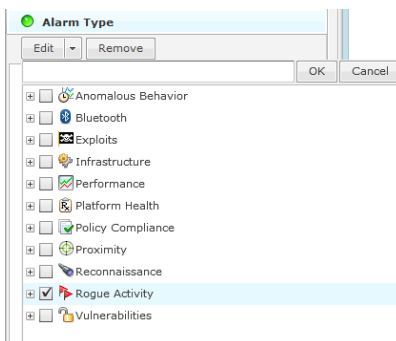 Alarm Type
Edit Remove
OK Cancel
Anomalous Behavior
Bluetooth
Exploits
Infrastructure
Performance
Platform Health
Policy Compliance
Proximity
Reconnaissance
Rogue Activity
Vulnerabilities